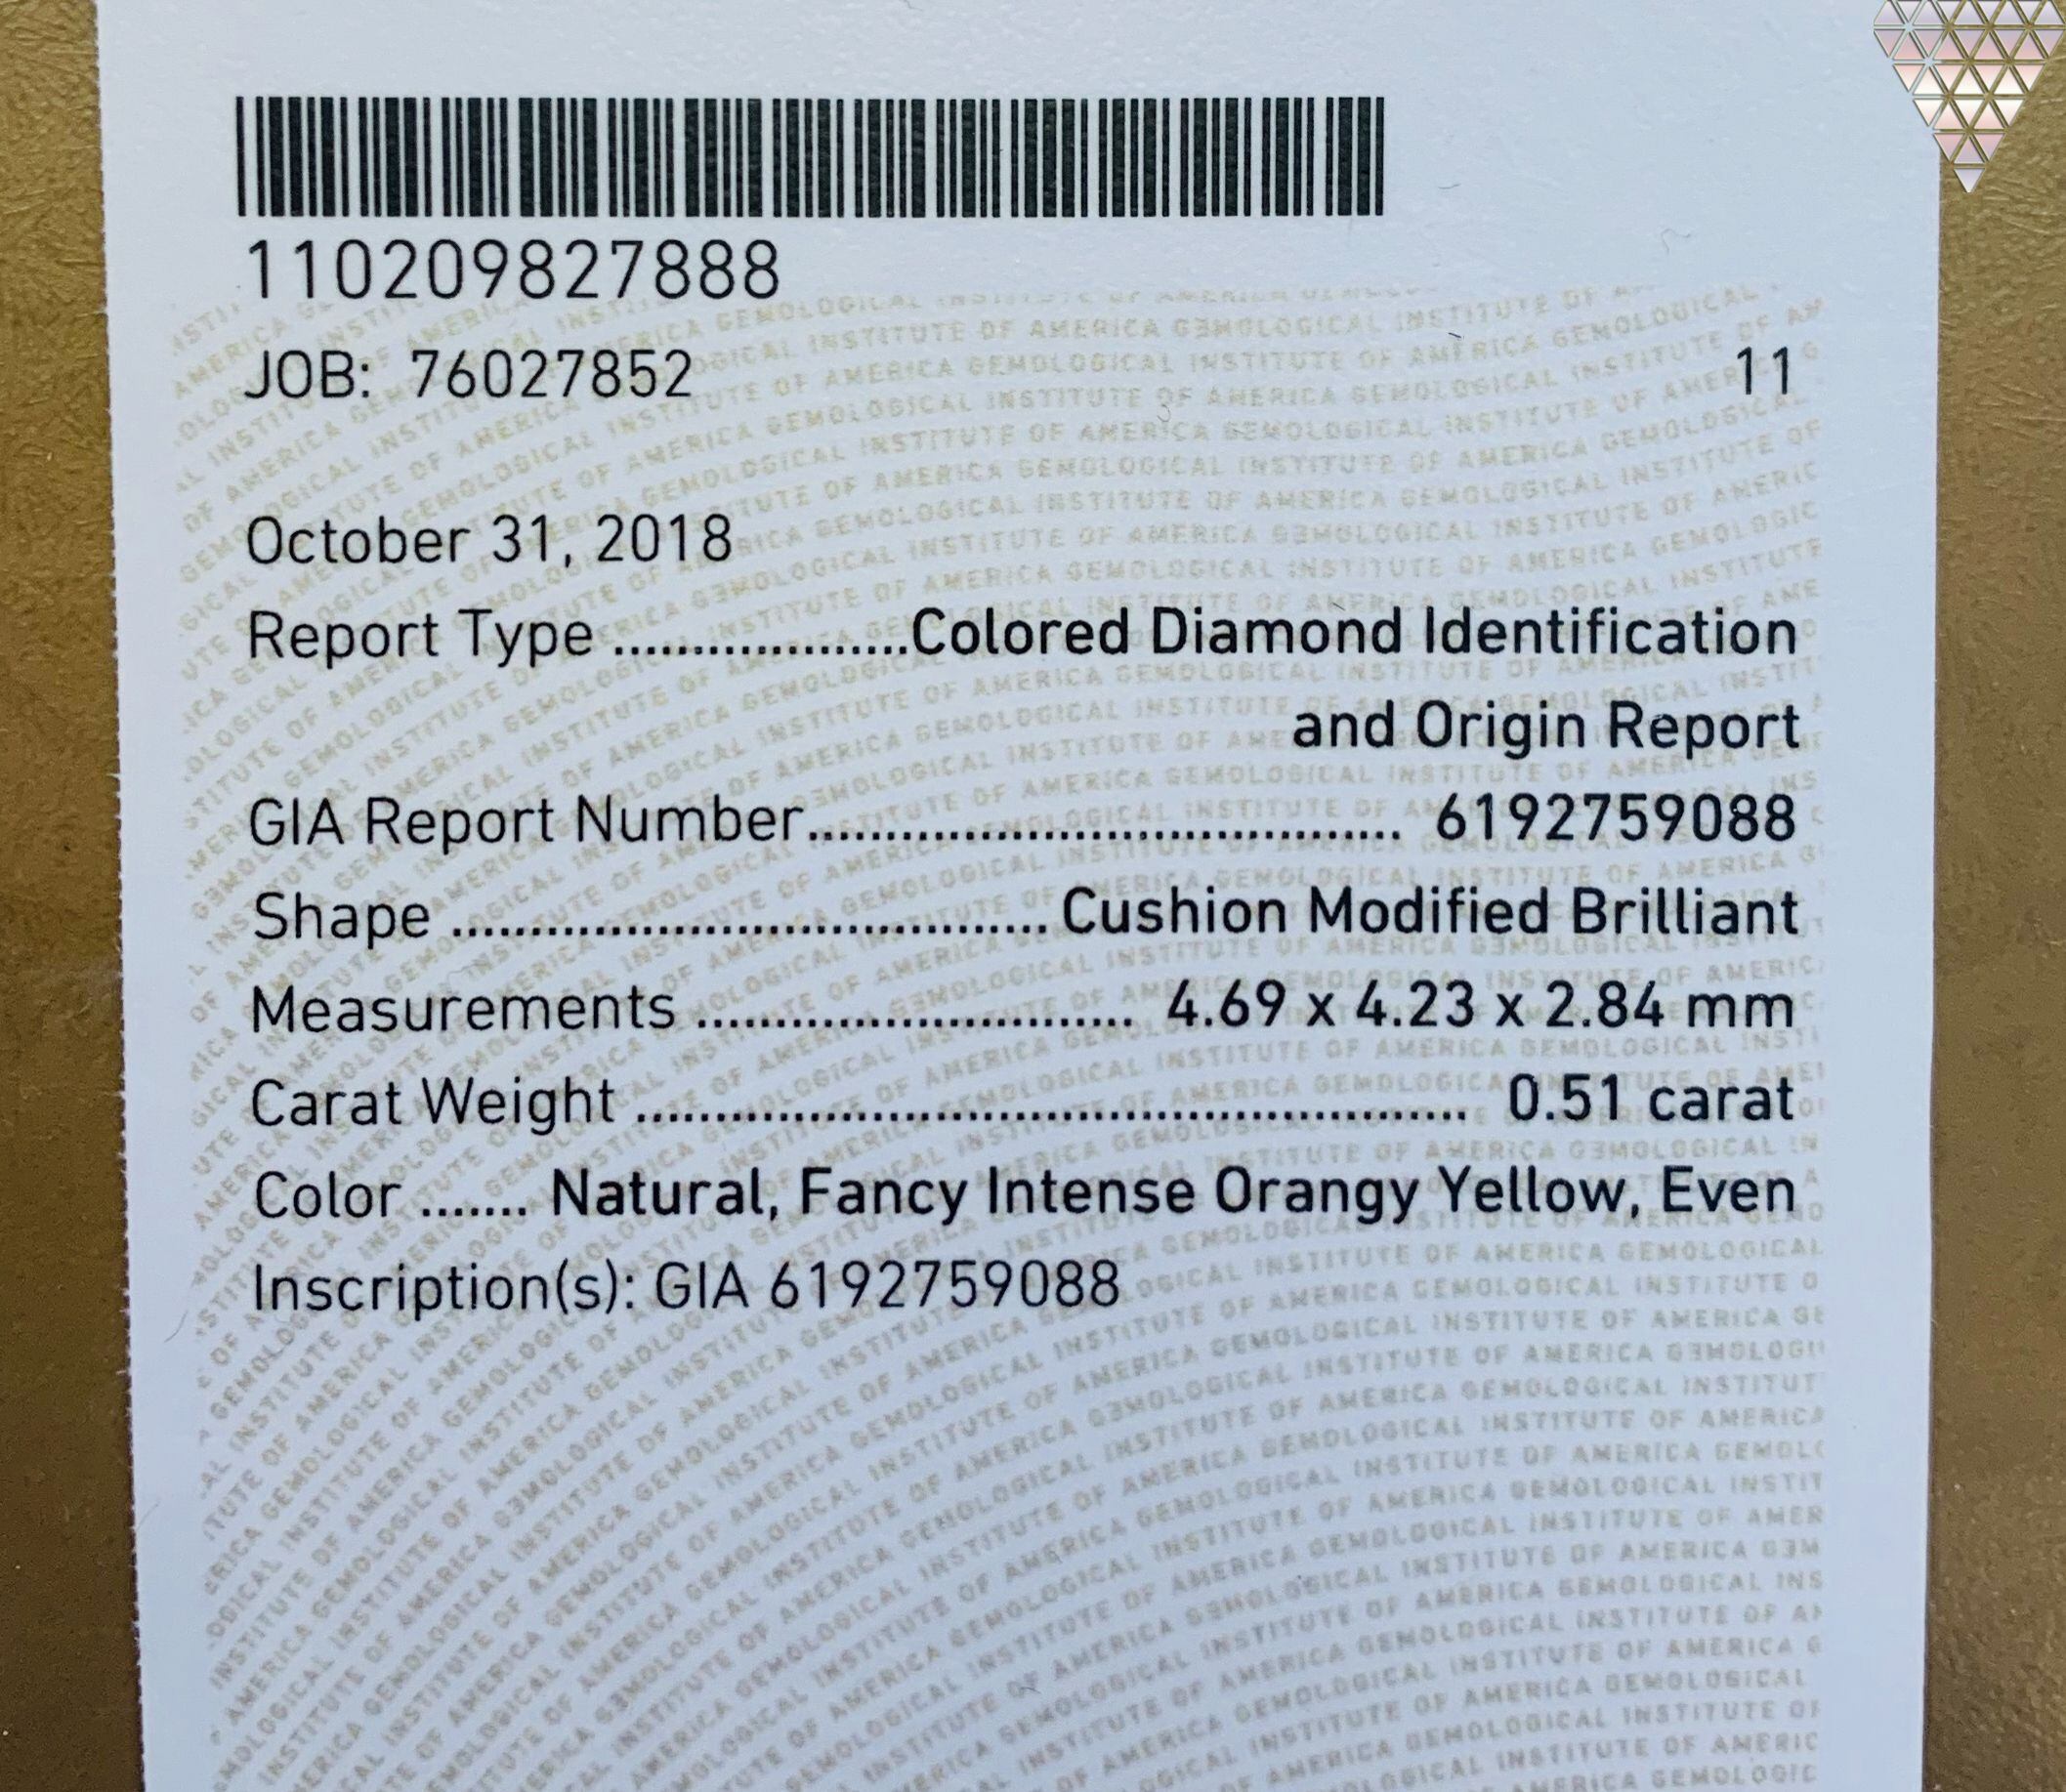 110209827888
JOB: 76027852 11
October 31, 2018
Report Type ...................Colored Diamond Identification
and Origin Report
GIA Report Number...................................... 6192759088
Shape ...................................... Cushion Modified Brilliant
Measurements ............................ 4.69 x 4.23 x 2.84 mm
Carat Weight ..................................................... 0.51 carat
Color ....... Natural, Fancy Intense Orangy Yellow, Even
Inscription(s): GIA 6192759088